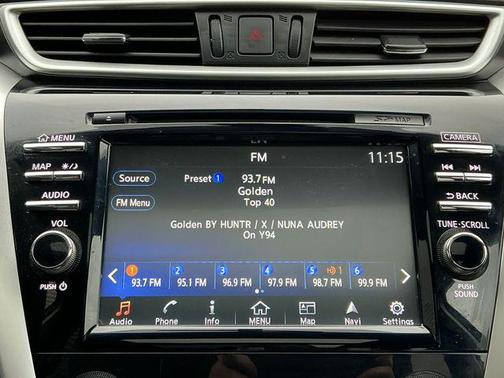 SD MAP
MENU
MAP
AUDIO
VOL
PUSH
FM
11:15
Source
Preset 1 93.7 FM
Golden
FM Menu
Top 40
Golden BY HUNTR / X / NUNA AUDREY
On Y94
1 2 3 4 5 1 6
93.7 FM 95.1 FM 96.9 FM 97.9 FM 98.7 FM 99.9 FM
Audio Phone Info MENU Map Navi Settings
CAMERA
BACK
TUNE·SCROLL
PUSH
SOUND